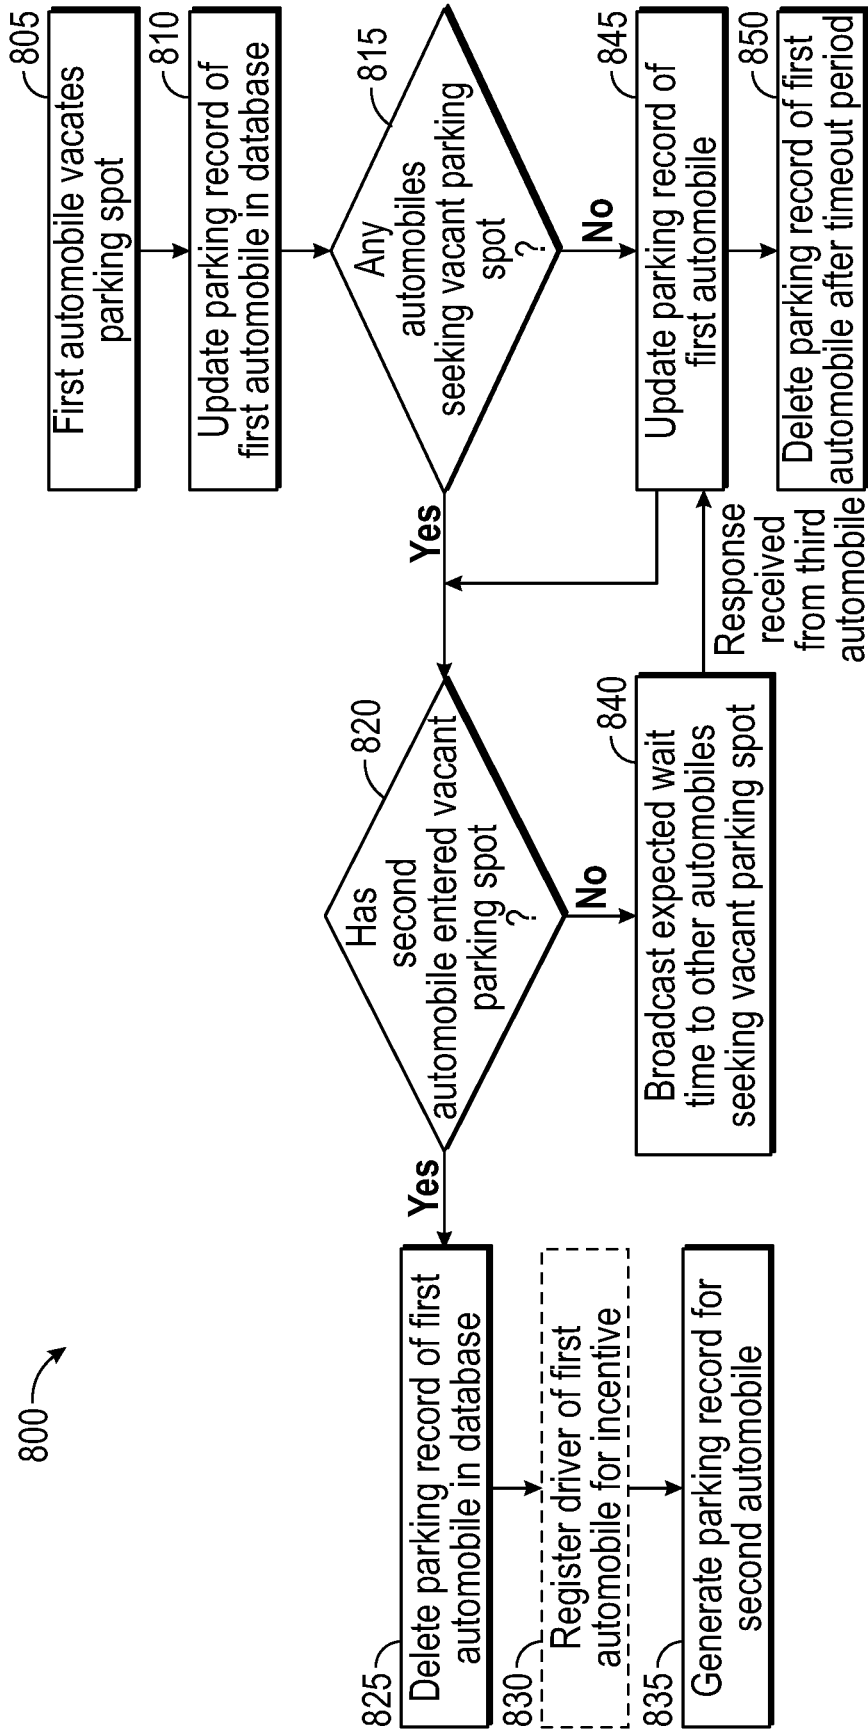 800
805
First automobile vacates
parking spot
810
Update parking record of
first automobile in database
815
Any
automobiles
seeking vacant parking
spot
?
Yes
No
820
Has
second
automobile entered vacant
parking spot
?
Yes
No
825
Delete parking record of first
automobile in database
830
Register driver of first
automobile for incentive
835
Generate parking record for
second automobile
840
Broadcast expected wait
time to other automobiles
seeking vacant parking spot
Response
received
from third
automobile
845
Update parking record of
first automobile
850
Delete parking record of first
automobile after timeout period